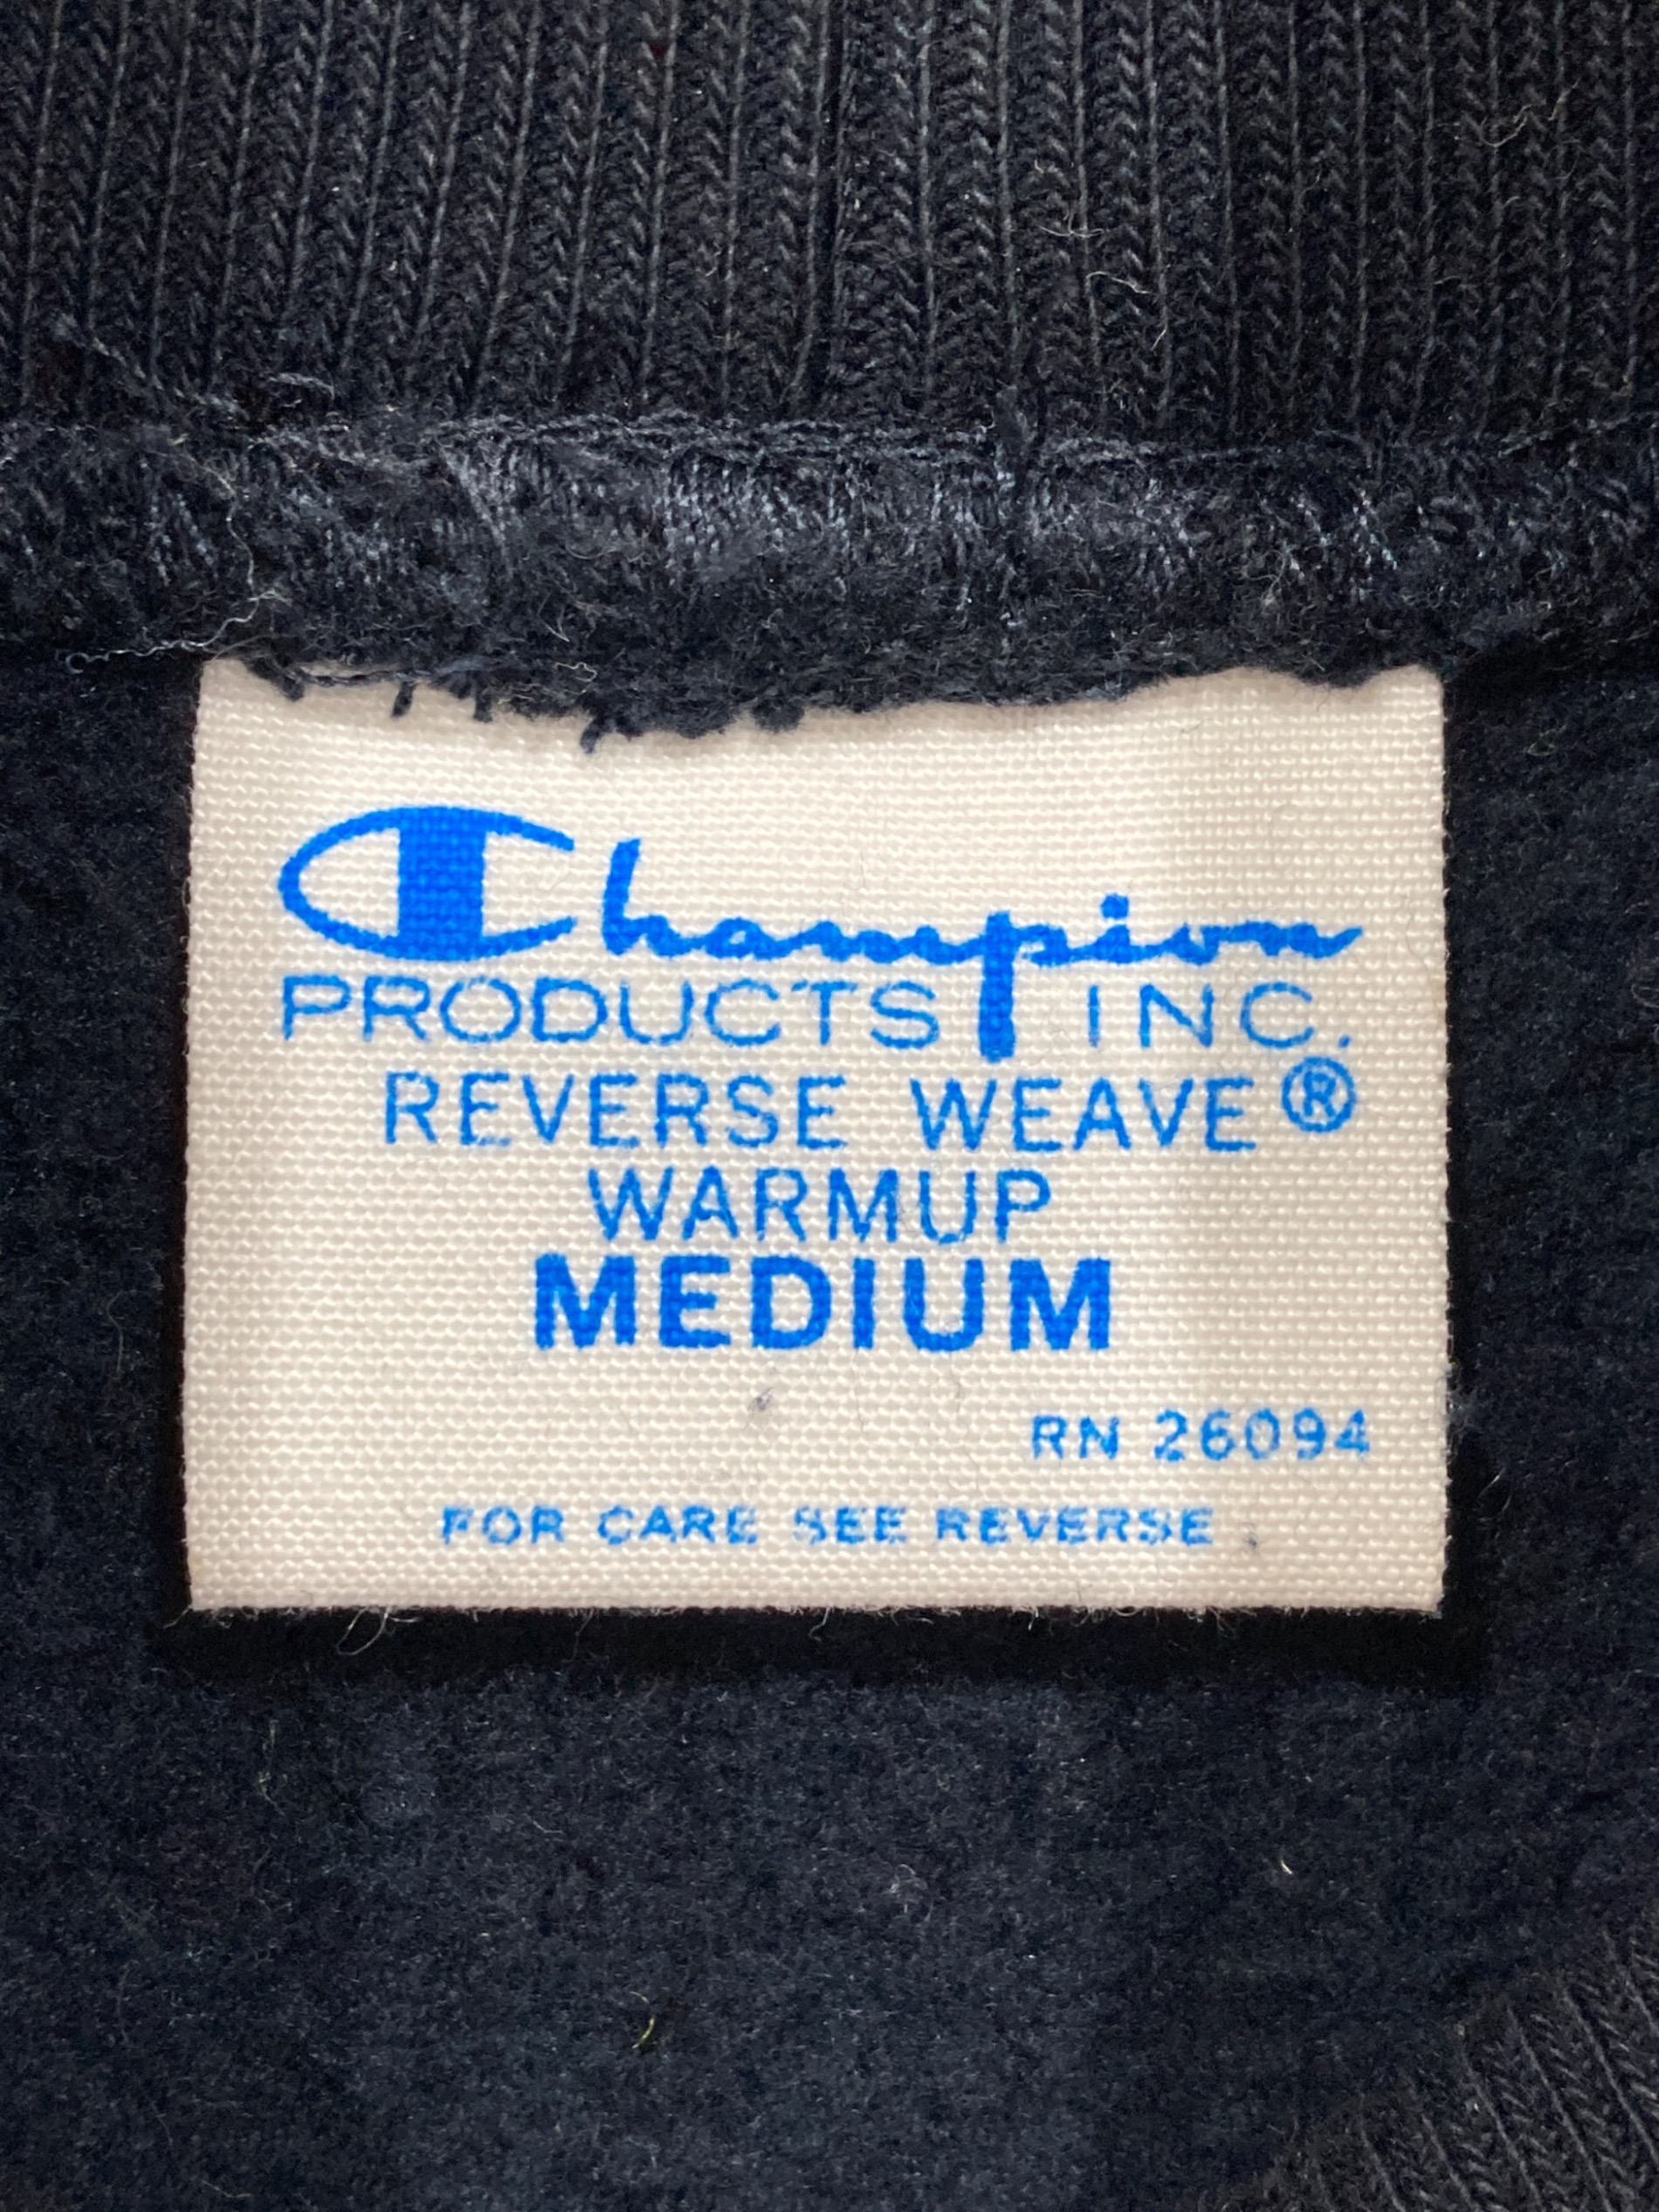 Champion
PRODUCTS INC.
REVERSE WEAVE®
WARMUP
MEDIUM
RN 26094
FOR CARE SEE REVERSE